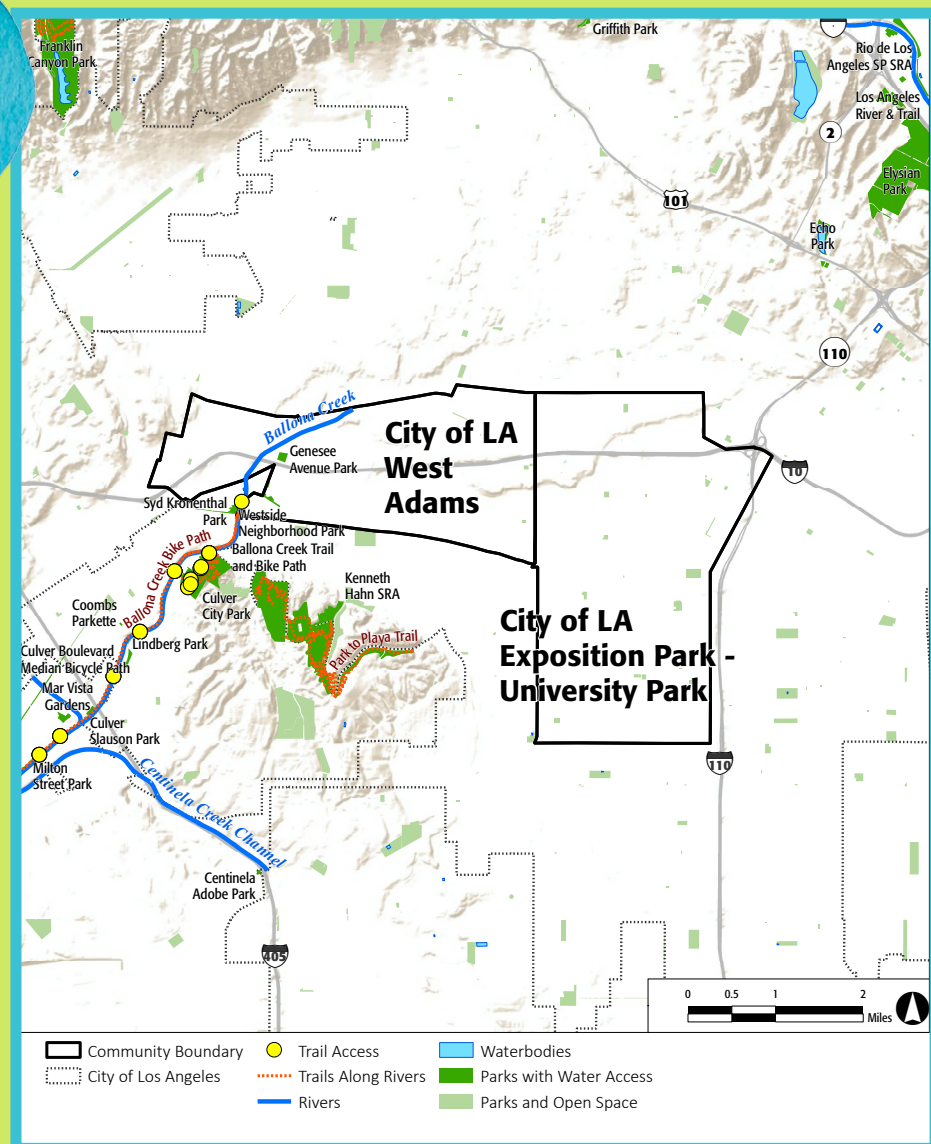 Griffith Park
Franklin
Canyon Park
Rio de Los
Angeles SP SRA
Los Angeles
River & Trail
2
Elysian
Park
101
Echo
Park
110
Ballona Creek
City of LA
West
Adams
Genesee
Avenue Park
10
Syd Kronenthal
Park
Westside
Neighborhood Park
Ballona Creek Bike Path
Ballona Creek Trail
and Bike Path
Kenneth
Hahn SRA
Culver
City Park
Coombs
Parkette
City of LA
Exposition Park -
University Park
Park to Playa Trail
Lindberg Park
Culver Boulevard
Median Bicycle Path
Mar Vista
Gardens
Culver
Slauson Park
Milton
Street Park
110
Centinela Creek Channel
Centinela
Adobe Park
405
0 0.5 1 2
Miles
Community Boundary
City of Los Angeles
Trail Access
Trails Along Rivers
Rivers
Waterbodies
Parks with Water Access
Parks and Open Space